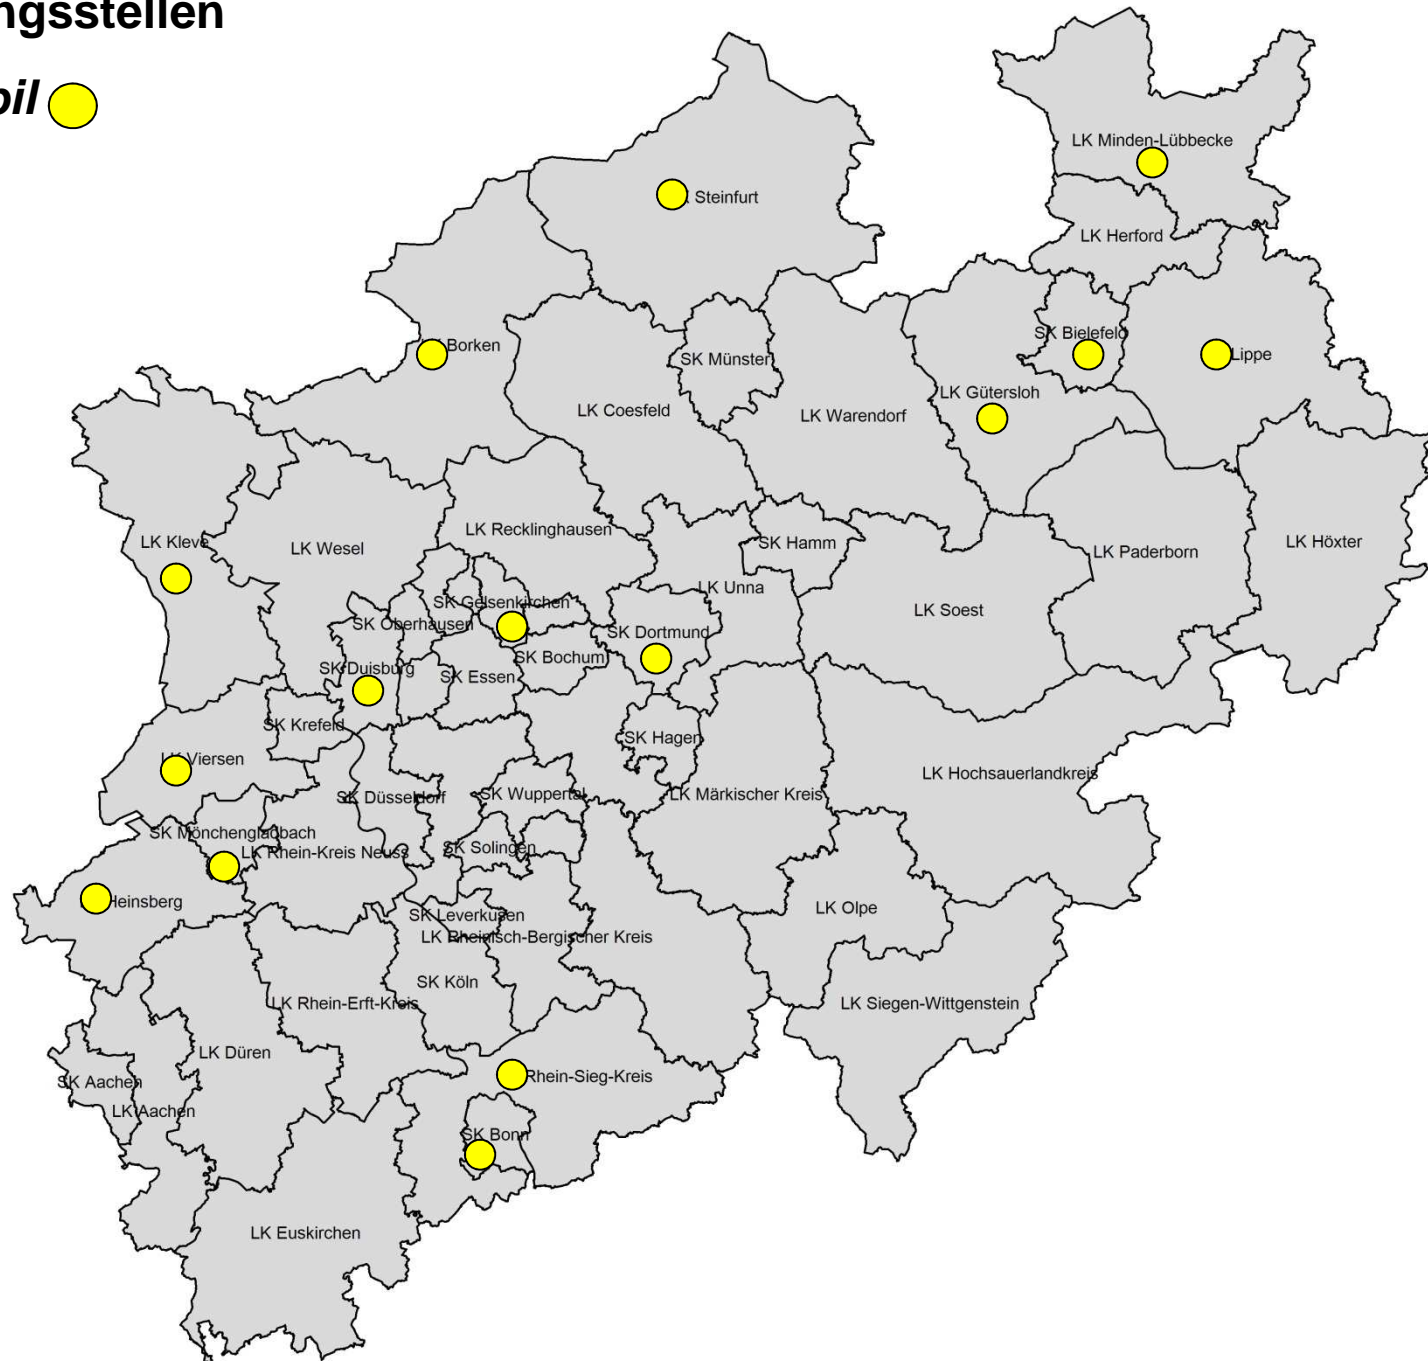 ngsstellen
bil
LK Minden-Lübbecke
Steinfurt
LK Herford
SK Bielefeld
Borken
Lippe
SK Münster
LK Gütersloh
LK Coesfeld
LK Warendorf
LK Recklinghausen
LK Kleve
LK Wesel
SK Hamm
LK Höxter
LK Paderborn
LK Unna
SK Gelsenkirchen
LK Soest
SK Oberhausen
SK Dortmund
SK Bochum
SK Duisburg
SK Essen
SK Krefeld
SK Hagen
LK Viersen
LK Hochsauerlandkreis
SK Düsseldorf
SK Wuppertal
LK Märkischer Kreis
SK Mönchengladbach
SK Solingen
LK Rhein-Kreis Neuss
Heinsberg
LK Olpe
SK Leverkusen
LK Rheinisch-Bergischer Kreis
SK Köln
LK Rhein-Erft-Kreis
LK Siegen-Wittgenstein
LK Düren
Rhein-Sieg-Kreis
SK Aachen
LK Aachen
SK Bonn
LK Euskirchen